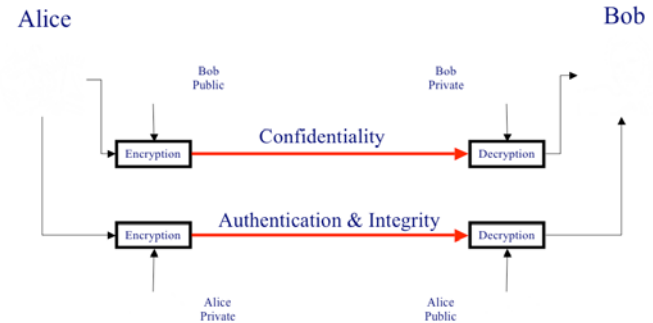 Alice
Bob
Bob
Public
Bob
Private
Confidentiality
Encryption
Decryption
Authentication & Integrity
Encryption
Decryption
Alice
Private
Alice
Public